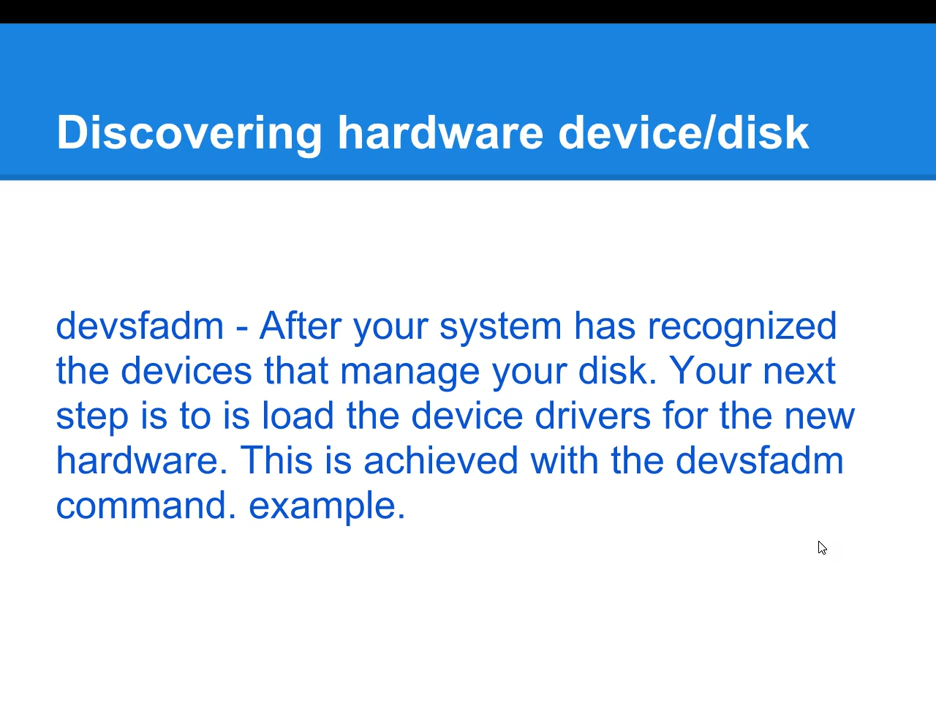 Discovering hardware device/disk
devsfadm - After your system has recognized
the devices that manage your disk. Your next
step is to is load the device drivers for the new
hardware. This is achieved with the devsfadm
command. example.